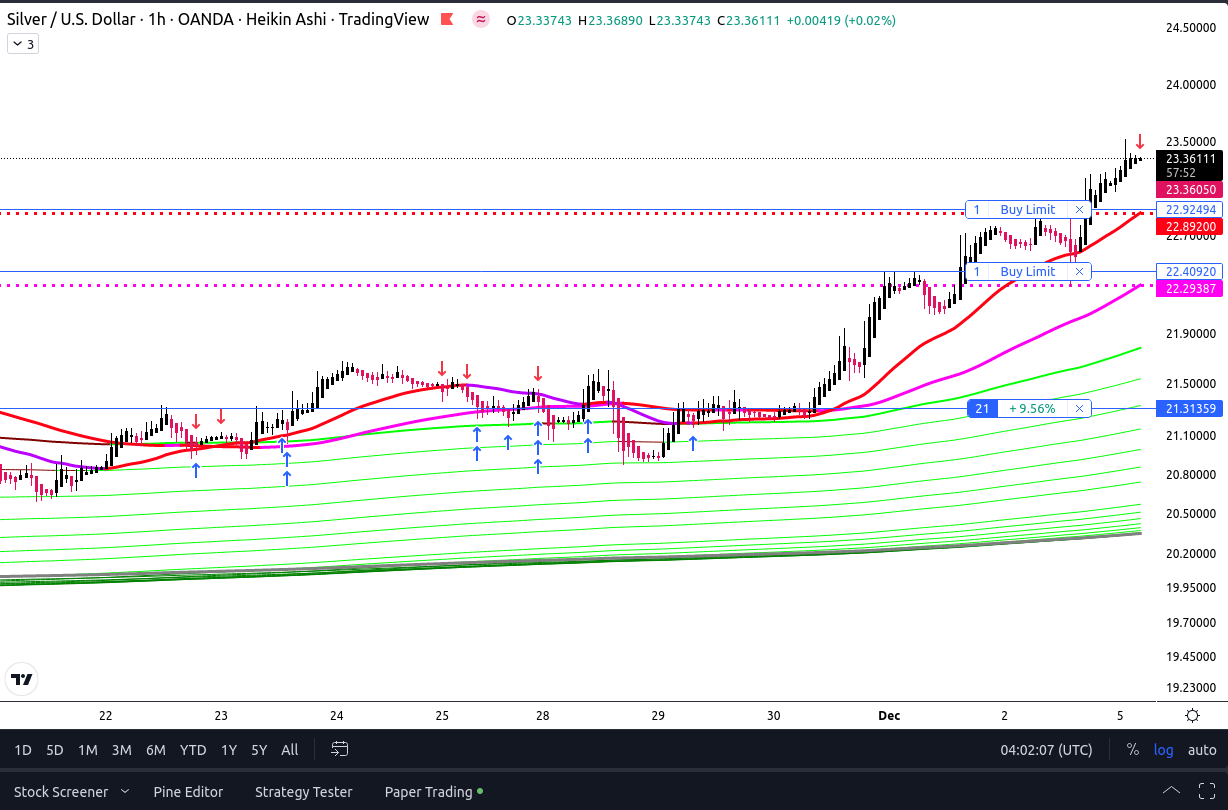 Silver / U.S. Dollar · 1h · OANDA · Heikin Ashi · TradingView ≈ O23.33743 H23.36890 L23.33743 C23.36111 +0.00419 (+0.02%)
3
24.50000
24.00000
23.50000
23.36111
57:52
23.36050
1 Buy Limit × 22.92494
22.89200
22.70000
1 Buy Limit × 22.40920
22.29387
21.90000
21.50000
21 +9.56% × 21.31359
21.10000
20.80000
20.50000
20.20000
19.95000
19.70000
19.45000
19.23000
22 23 24 25 28 29 30 Dec 2 5
1D 5D 1M 3M 6M YTD 1Y 5Y All 04:02:07 (UTC) % log auto
Stock Screener Pine Editor Strategy Tester Paper Trading